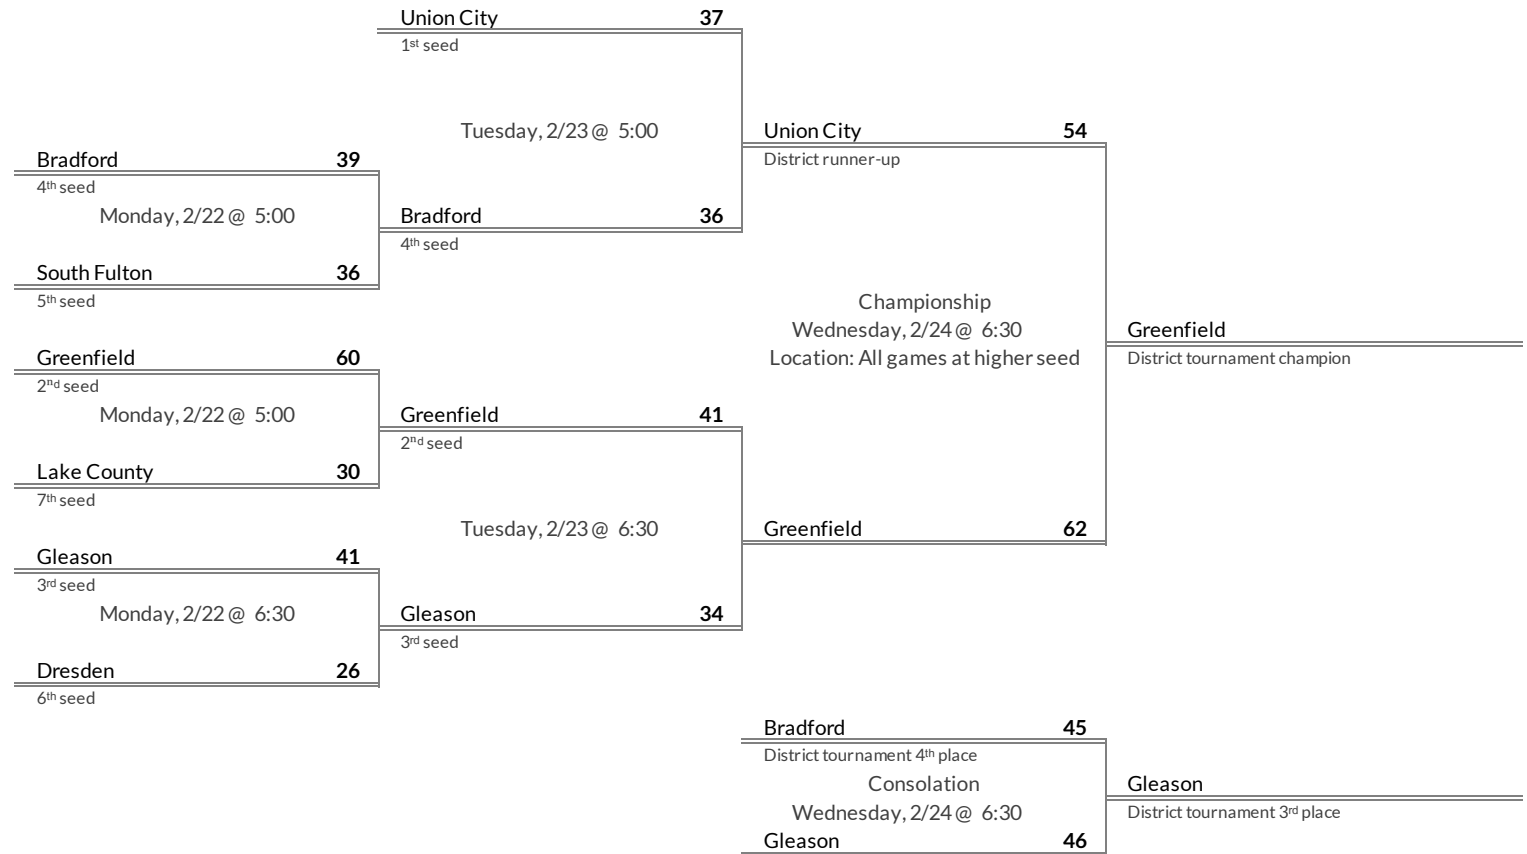 Union City 37
1st seed
Tuesday, 2/23 @ 5:00
Union City 54
District runner-up
Bradford 39
4th seed
Monday, 2/22 @ 5:00
Bradford 36
4th seed
South Fulton 36
5th seed
Championship
Wednesday, 2/24 @ 6:30
Location: All games at higher seed
Greenfield
District tournament champion
Greenfield 60
2nd seed
Monday, 2/22 @ 5:00
Greenfield 41
2nd seed
Lake County 30
7th seed
Tuesday, 2/23 @ 6:30
Greenfield 62
Gleason 41
3rd seed
Monday, 2/22 @ 6:30
Gleason 34
3rd seed
Dresden 26
6th seed
Bradford 45
District tournament 4th place
Consolation
Wednesday, 2/24 @ 6:30
Gleason 46
Gleason
District tournament 3rd place